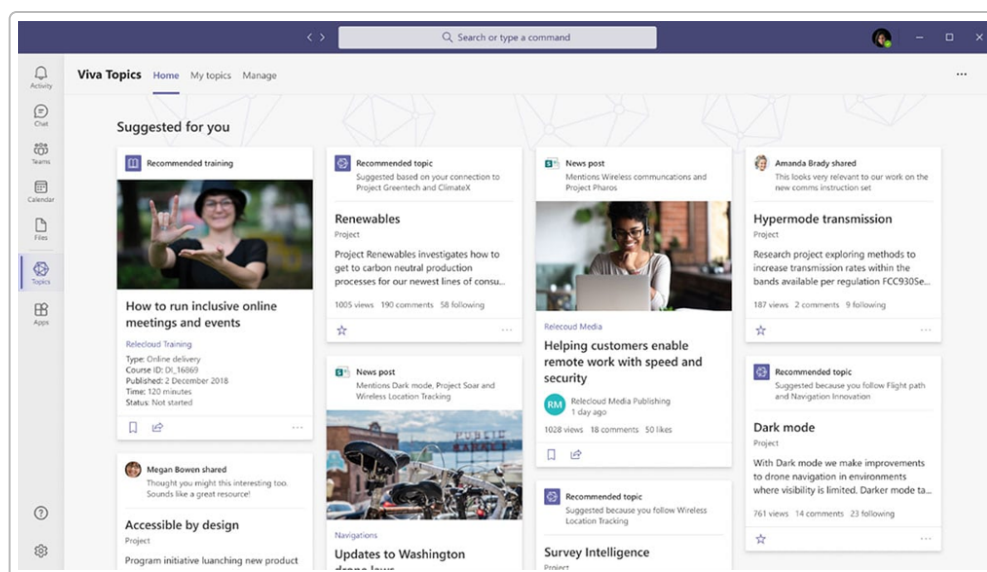 Search or type a command
Activity
Chat
Teams
Calendar
Files
Topics
Apps
Viva Topics Home My topics Manage
Suggested for you
Recommended training
How to run inclusive online
meetings and events
Relecloud Training
Type: Online delivery
Course ID: DI_16869
Published: 2 December 2018
Time: 120 minutes
Status: Not started
Megan Bowen shared
Thought you might this interesting too.
Sounds like a great resource!
Accessible by design
Project
Program initiative luanching new product
Recommended topic
Suggested based on your connection to
Project Greentech and ClimateX
Renewables
Project
Project Renewables investigates how to
get to carbon neutral production
processes for our newest lines of consu...
1005 views 190 comments 58 following
News post
Mentions Dark mode, Project Soar and
Wireless Location Tracking
PUBLIC
Navigations
Updates to Washington
drone laws
News post
Mentions Wireless communcations and
Project Pharos
Relecoud Media
Helping customers enable
remote work with speed and
security
RM
Relecloud Media Publishing
1 day ago
1028 views 18 comments 50 likes
Recommended topic
Suggested because you follow Wireless
Location Tracking
Survey Intelligence
Project
Amanda Brady shared
This looks very relevant to our work on the
new comms instruction set
Hypermode transmission
Project
Research project exploring methods to
increase transmission rates within the
bands available per regulation FCC930Se...
187 views 2 comments 9 following
Recommended topic
Suggested because you follow Flight path
and Navigation Innovation
Dark mode
Project
With Dark mode we make improvements
to drone navigation in environments
where visibility is limited. Darker mode ta...
761 views 14 comments 23 following